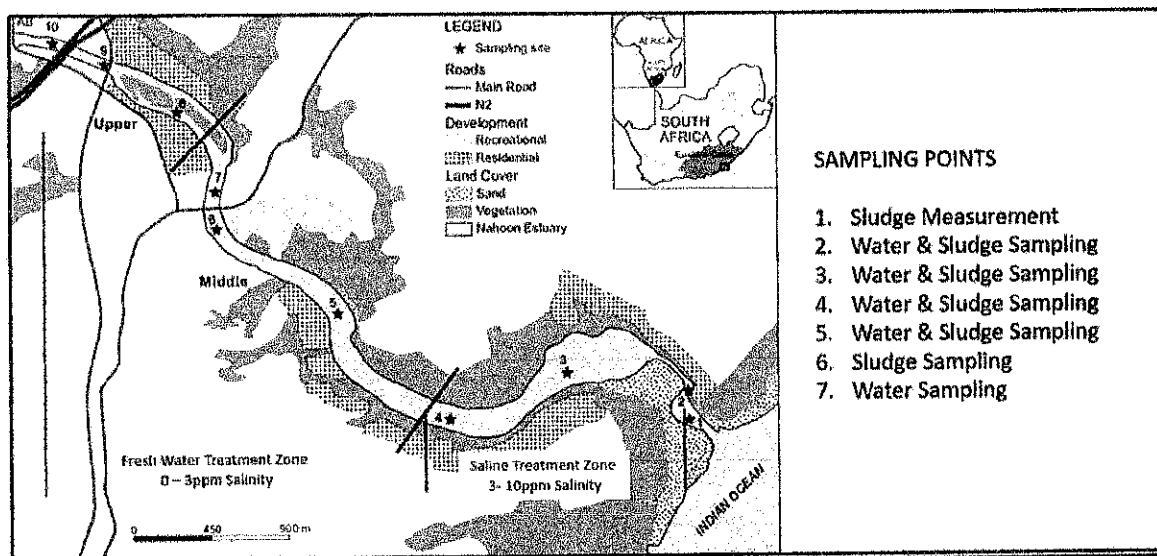 10
9
8
Upper
7
6
Middle
5
4
3
2
Fresh Water Treatment Zone
0 – 3ppm Salinity
Saline Treatment Zone
3- 10ppm Salinity
0 450 900 m
INDIAN OCEAN
LEGEND
Sampling site
Roads
Main Road
N2
Development
Recreational
Residential
Land Cover
Sand
Vegetation
Nahoon Estuary
AFRICA
SOUTH
AFRICA
SAMPLING POINTS
1. Sludge Measurement
2. Water & Sludge Sampling
3. Water & Sludge Sampling
4. Water & Sludge Sampling
5. Water & Sludge Sampling
6. Sludge Sampling
7. Water Sampling